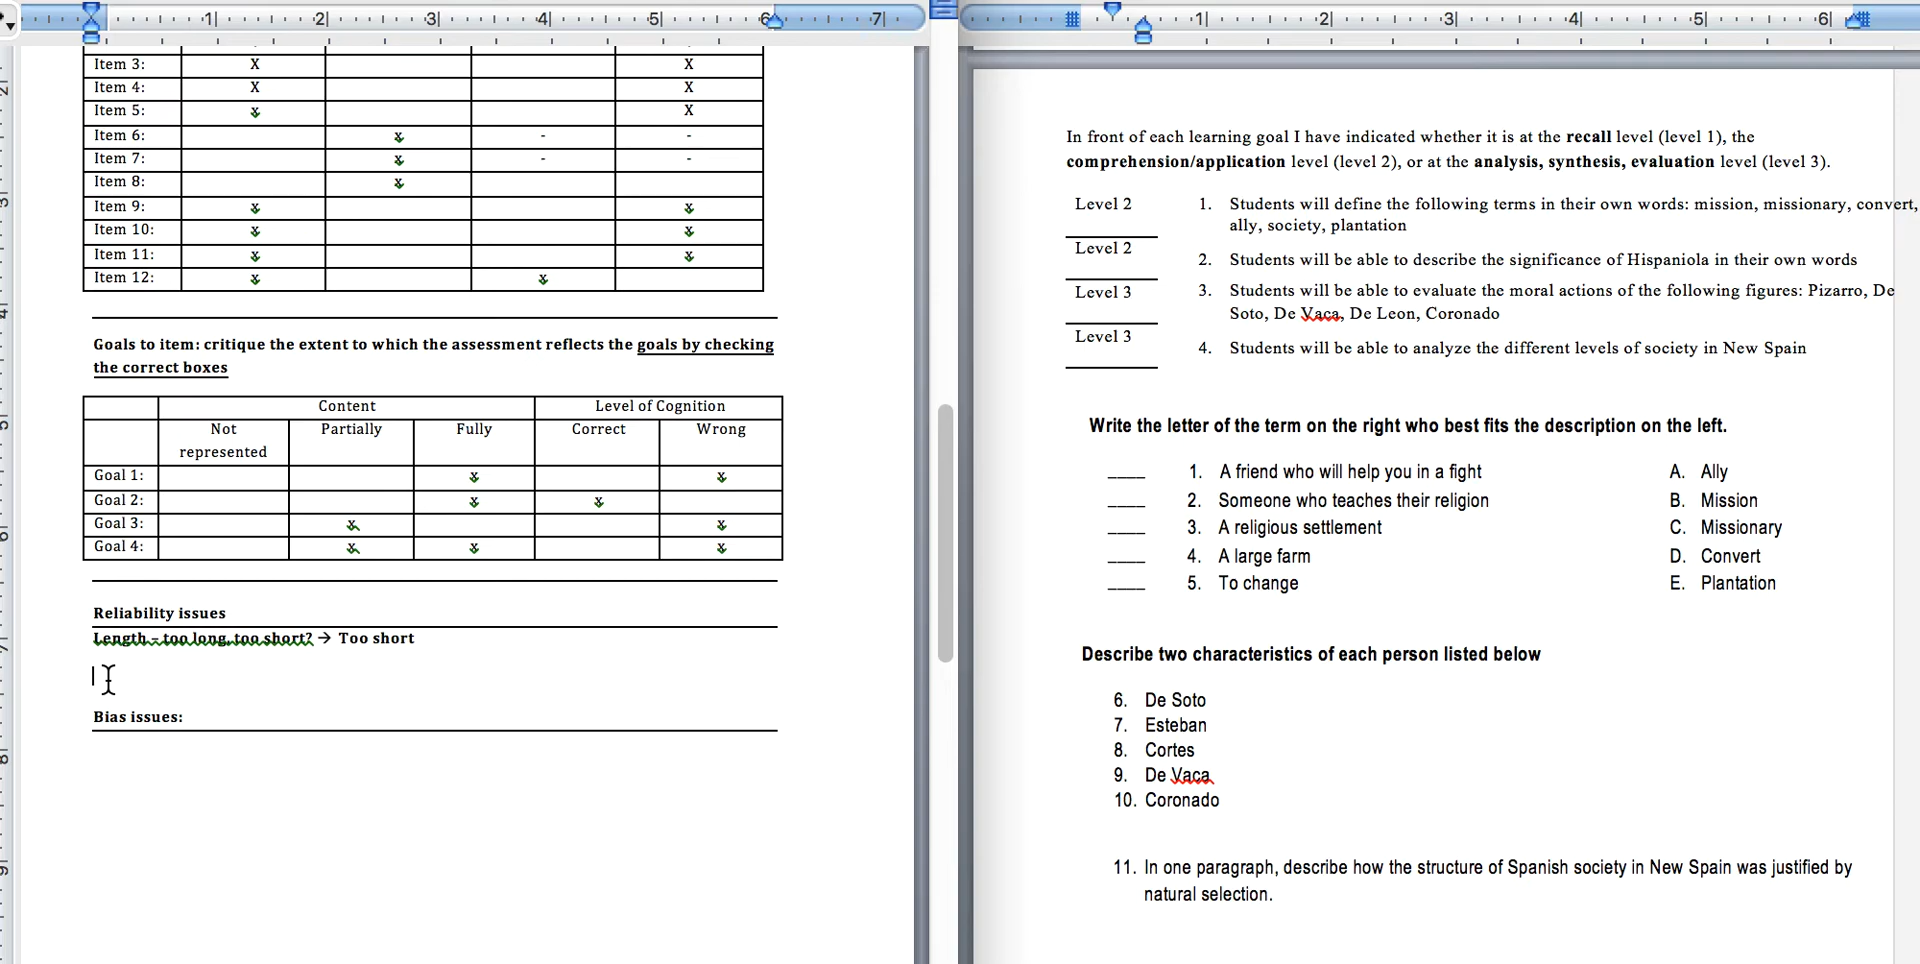 1 2 3 4 5 6 7
Item 3: X X
Item 4: X X
Item 5: x X
Item 6: x - -
Item 7: x - -
Item 8: x
Item 9: x x
Item 10: x x
Item 11: x x
Item 12: x x
Goals to item: critique the extent to which the assessment reflects the goals by checking
the correct boxes
Content Level of Cognition
Not Partially Fully Correct Wrong
represented
Goal 1: x x
Goal 2: x x
Goal 3: x x
Goal 4: x x x
Reliability issues
Length – too long, too short? → Too short
Bias issues:
1 2 3 4 5 6
In front of each learning goal I have indicated whether it is at the recall level (level 1), the
comprehension/application level (level 2), or at the analysis, synthesis, evaluation level (level 3).
Level 2 1. Students will define the following terms in their own words: mission, missionary, convert,
ally, society, plantation
Level 2
2. Students will be able to describe the significance of Hispaniola in their own words
Level 3 3. Students will be able to evaluate the moral actions of the following figures: Pizarro, De
Soto, De Vaca, De Leon, Coronado
Level 3
4. Students will be able to analyze the different levels of society in New Spain
Write the letter of the term on the right who best fits the description on the left.
____ 1. A friend who will help you in a fight A. Ally
____ 2. Someone who teaches their religion B. Mission
____ 3. A religious settlement C. Missionary
____ 4. A large farm D. Convert
____ 5. To change E. Plantation
Describe two characteristics of each person listed below
6. De Soto
7. Esteban
8. Cortes
9. De Vaca
10. Coronado
11. In one paragraph, describe how the structure of Spanish society in New Spain was justified by
natural selection.